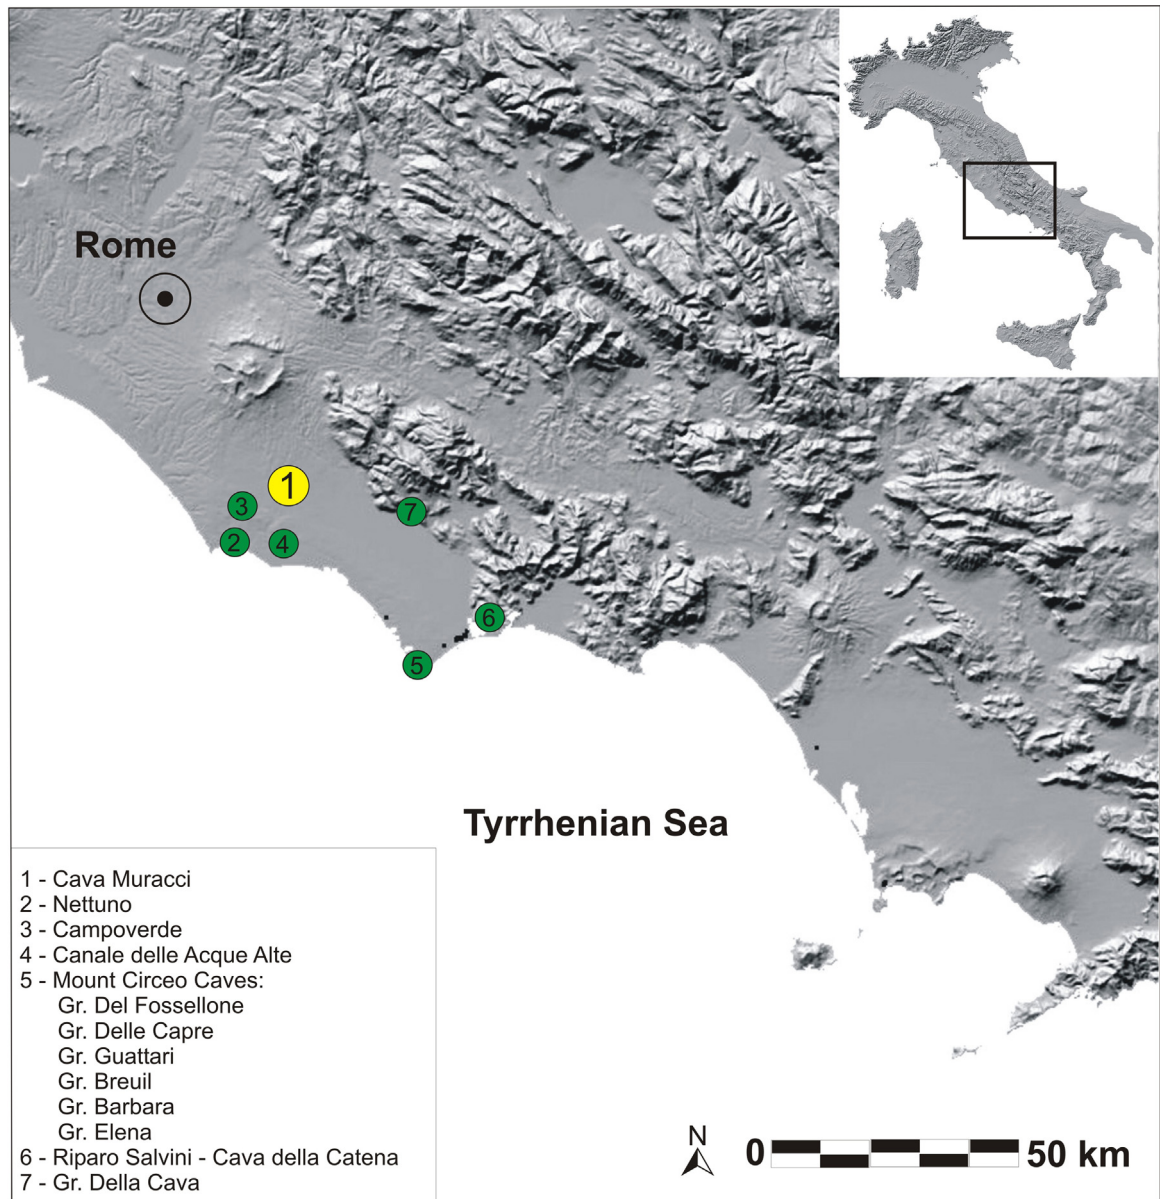 Rome
1
3
2
4
7
6
5
Tyrrhenian Sea
1 - Cava Muracci
2 - Nettuno
3 - Campoverde
4 - Canale delle Acque Alte
5 - Mount Circeo Caves:
Gr. Del Fossellone
Gr. Delle Capre
Gr. Guattari
Gr. Breuil
Gr. Barbara
Gr. Elena
6 - Riparo Salvini - Cava della Catena
7 - Gr. Della Cava
N
0 50 km